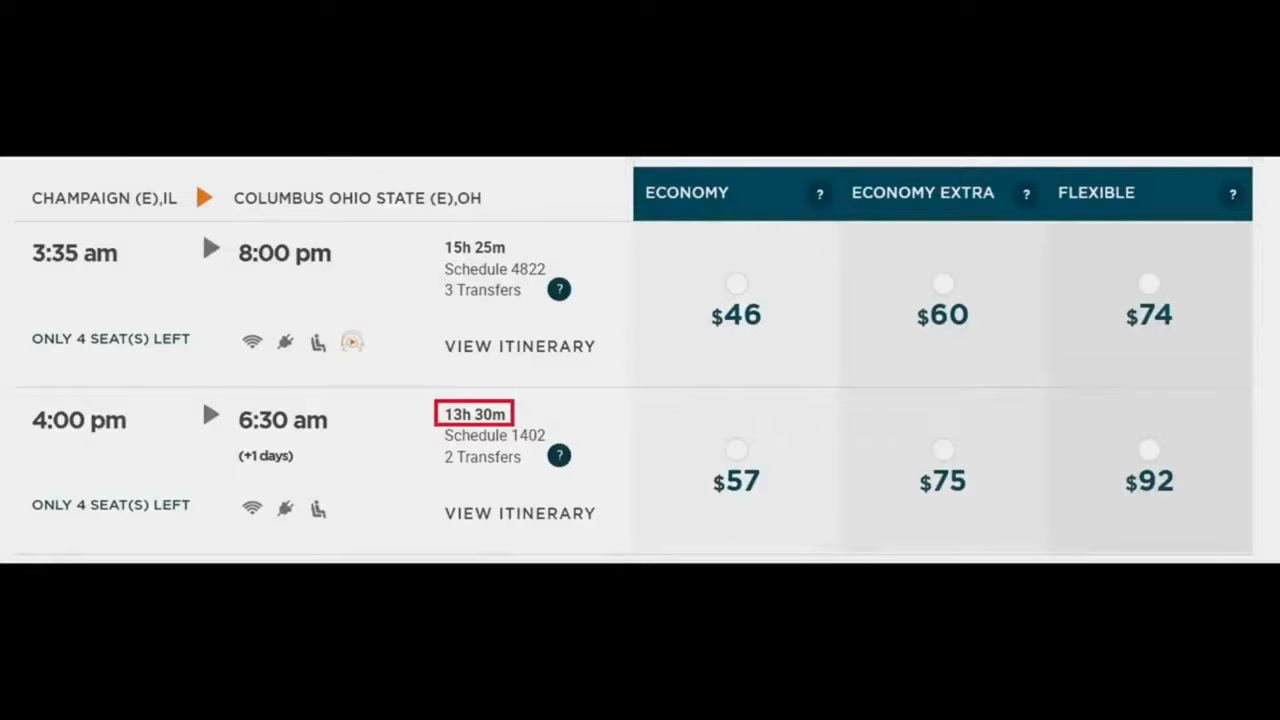 CHAMPAIGN (E),IL COLUMBUS OHIO STATE (E),OH ECONOMY ? ECONOMY EXTRA ? FLEXIBLE ?
3:35 am 8:00 pm 15h 25m
Schedule 4822
3 Transfers ?
$46 $60 $74
ONLY 4 SEAT(S) LEFT VIEW ITINERARY
4:00 pm 6:30 am 13h 30m
Schedule 1402
(+1 days) 2 Transfers ?
$57 $75 $92
ONLY 4 SEAT(S) LEFT VIEW ITINERARY